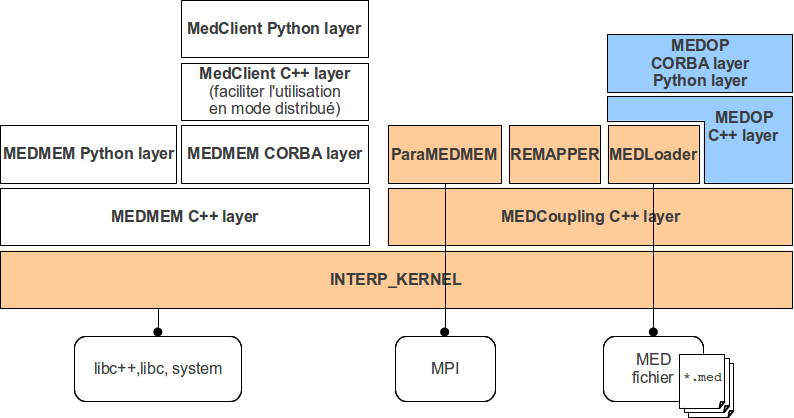 MedClient Python layer
MedClient C++ layer
(faciliter l'utilisation
en mode distribué)
MEDOP
CORBA layer
Python layer
MEDOP
C++ layer
MEDMEM Python layer
MEDMEM CORBA layer
ParaMEDMEM
REMAPPER
MEDLoader
MEDMEM C++ layer
MEDCoupling C++ layer
INTERP_KERNEL
libc++,libc, system
MPI
MED
fichier
*.med